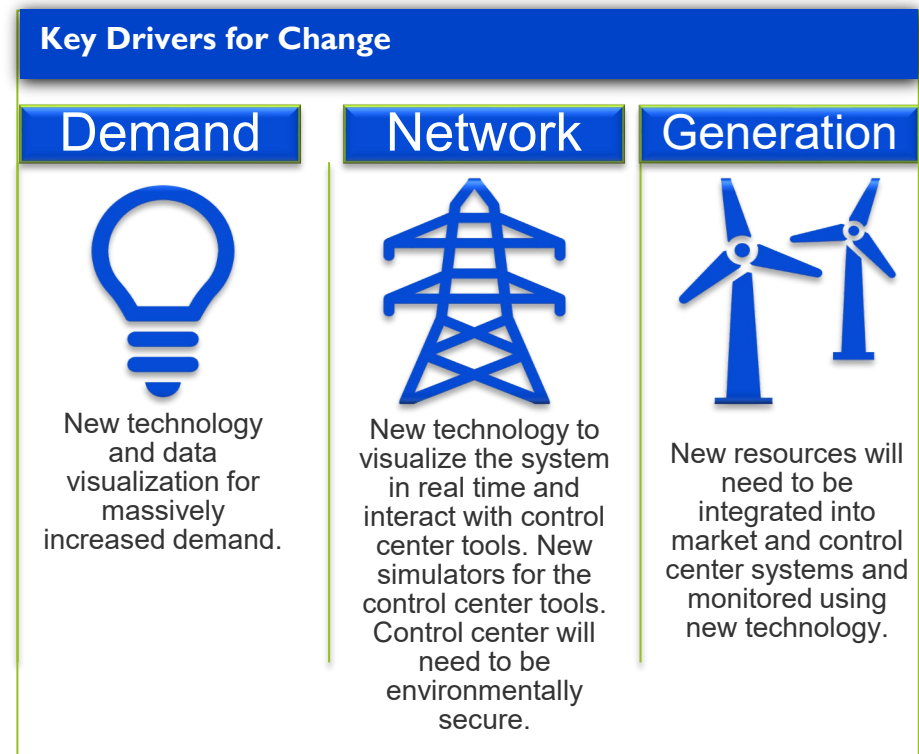 Key Drivers for Change
Demand
New technology
and data
visualization for
massively
increased demand.
Network
New technology to
visualize the system
in real time and
interact with control
center tools. New
simulators for the
control center tools.
Control center will
need to be
environmentally
secure.
Generation
New resources will
need to be
integrated into
market and control
center systems and
monitored using
new technology.